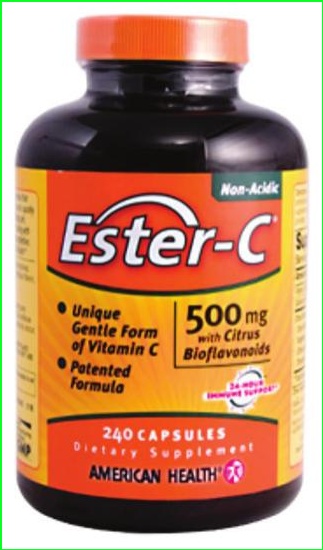 Non-Acidic
Ester-C®
• Unique
Gentle Form
of Vitamin C
• Patented
Formula
500 mg
with Citrus
Bioflavonoids
24-HOUR
IMMUNE SUPPORT
240 CAPSULES
Dietary Supplement
AMERICAN HEALTH®